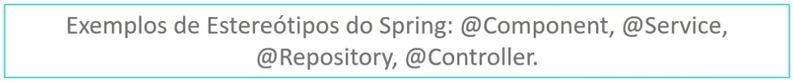 Exemplos de Estereótipos do Spring: @Component, @Service,
@Repository, @Controller.